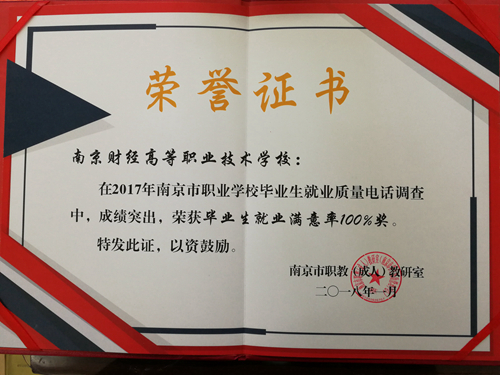 荣誉证书
南京财经高等职业技术学校：
在2017年南京市职业学校毕业生就业质量电话调查
中，成绩突出，荣获毕业生就业满意率100%奖。
特发此证，以资鼓励。
南京市职教（成人）教研室
二〇一八年一月